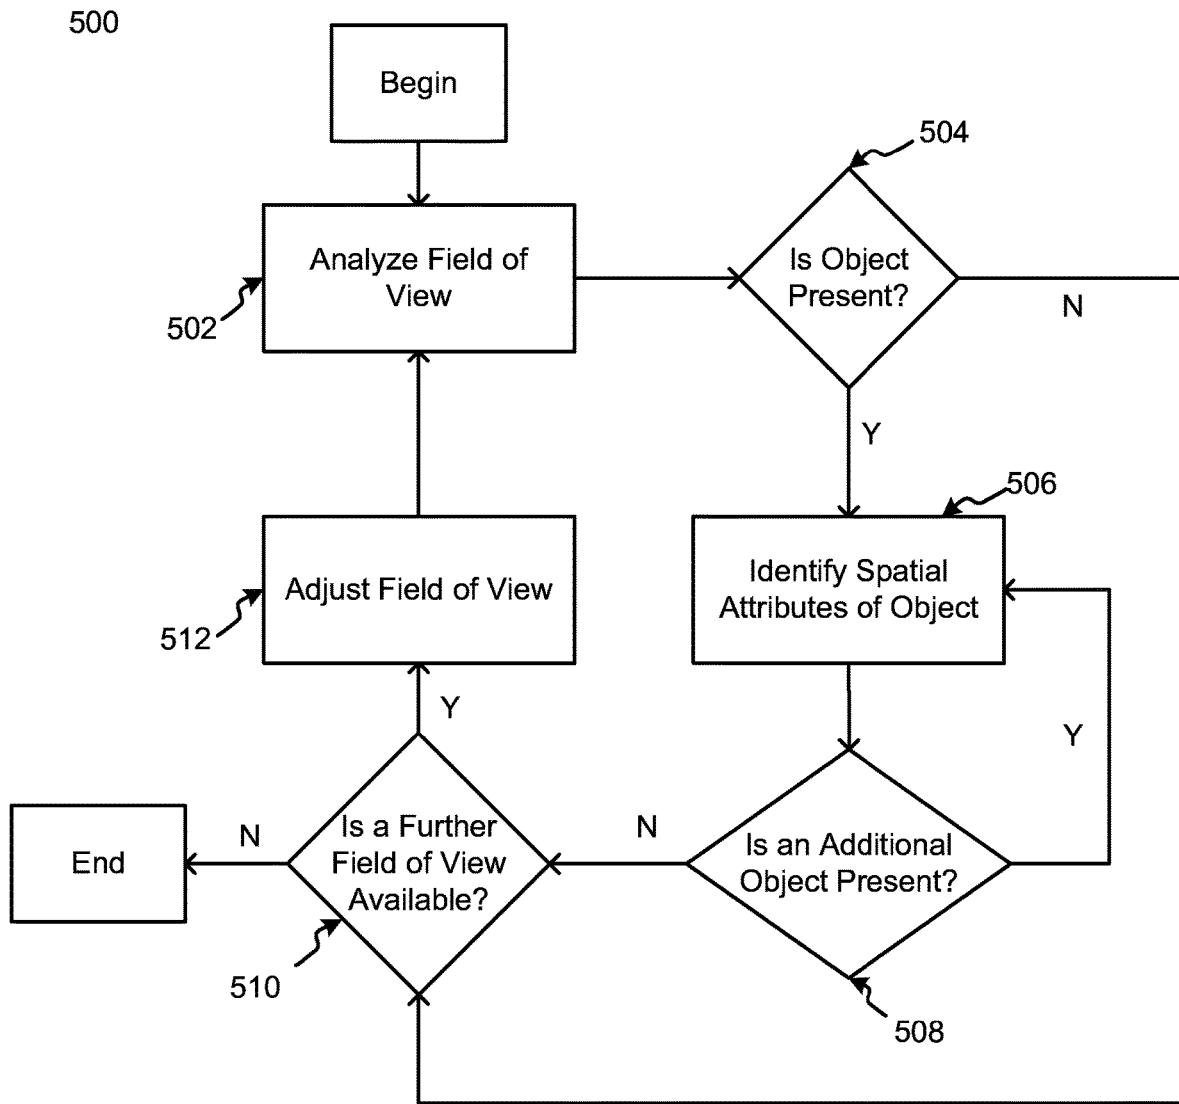 500
Begin
504
Analyze Field of
View
502
Is Object
Present?
N
Y
506
Identify Spatial
Attributes of Object
Adjust Field of View
512
Y
Y
End
N
Is a Further
Field of View
Available?
N
Is an Additional
Object Present?
510
508